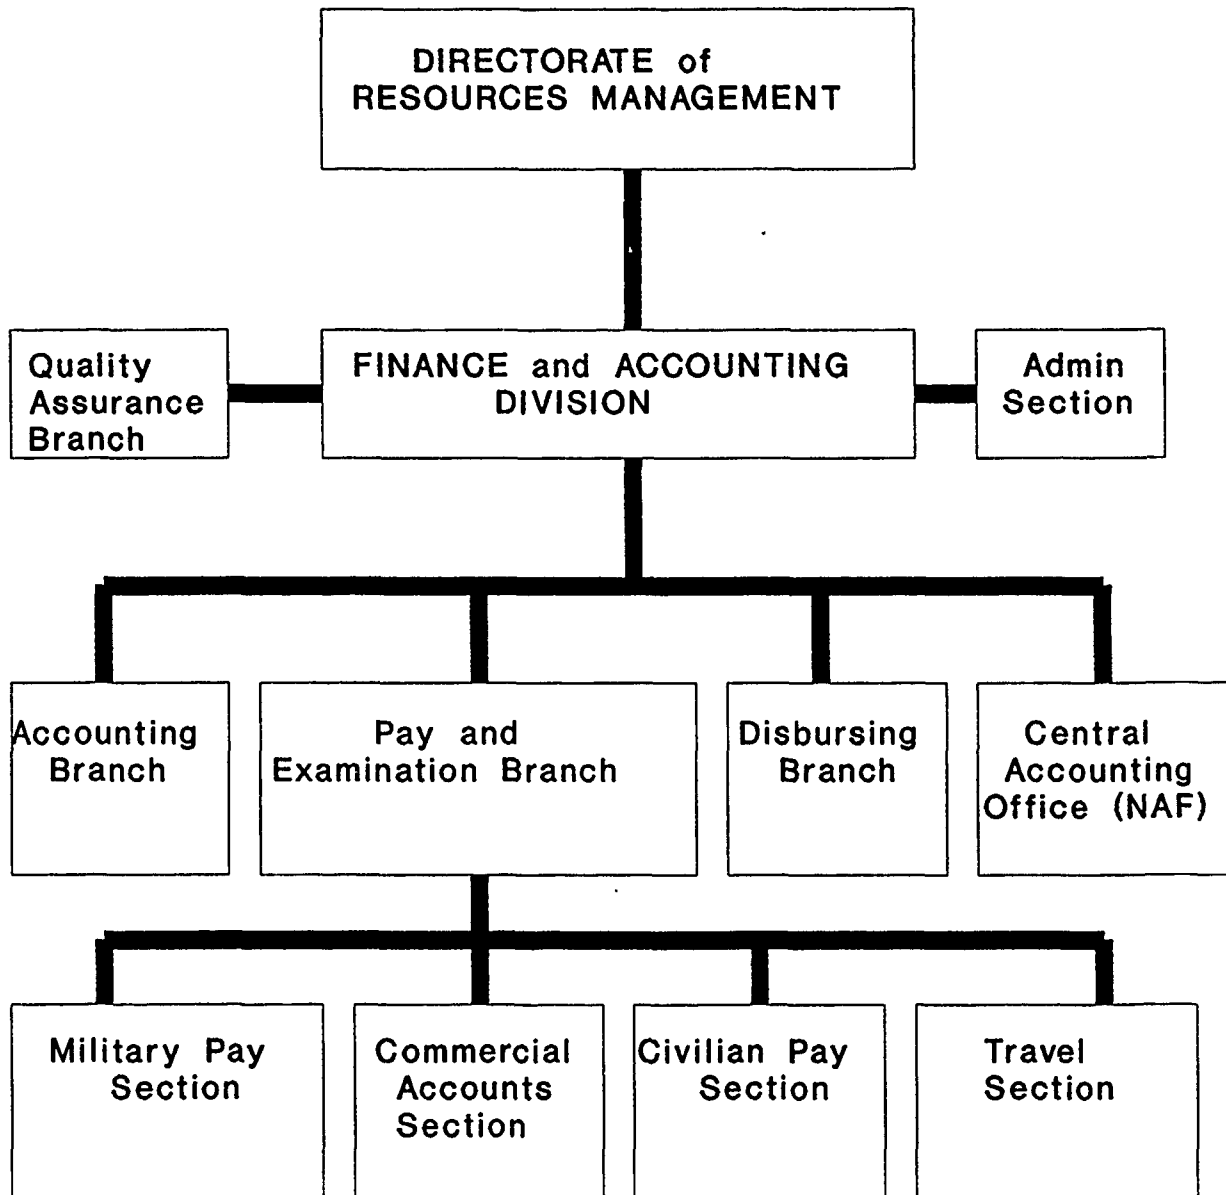 DIRECTORATE of
RESOURCES MANAGEMENT
Quality
Assurance
Branch
FINANCE and ACCOUNTING
DIVISION
Admin
Section
Accounting
Branch
Pay and
Examination Branch
Disbursing
Branch
Central
Accounting
Office (NAF)
Military Pay
Section
Commercial
Accounts
Section
Civilian Pay
Section
Travel
Section